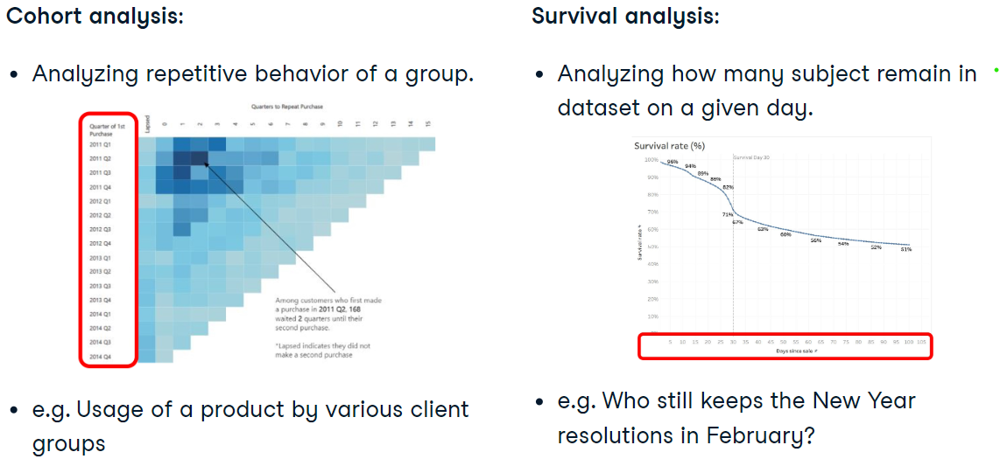 Cohort analysis:
• Analyzing repetitive behavior of a group.
Quarters to Repeat Purchase
Quarter of 1st
Purchase
Lapsed 0 1 2 3 4 5 6 7 8 9 10 11 12 13 14 15
2011 Q1
2011 Q2
2011 Q3
2011 Q4
2012 Q1
2012 Q2
2012 Q3
2012 Q4
2013 Q1
2013 Q2
2013 Q3
2013 Q4
2014 Q1
2014 Q2
2014 Q3
2014 Q4
Among customers who first made
a purchase in 2011 Q2, 168
waited 2 quarters until their
second purchase.
*Lapsed indicates they did not
make a second purchase
• e.g. Usage of a product by various client
groups
Survival analysis:
• Analyzing how many subject remain in
dataset on a given day.
Survival rate (%)
Survival Day 30
100%
90%
80%
70%
60%
50%
40%
30%
20%
10%
Survival rate
96%
94%
89%
86%
82%
71%
67%
63%
60%
56%
54%
52%
51%
5 10 15 20 25 30 35 40 45 50 55 60 65 70 75 80 85 90 95 100 105
Days since sale
• e.g. Who still keeps the New Year
resolutions in February?